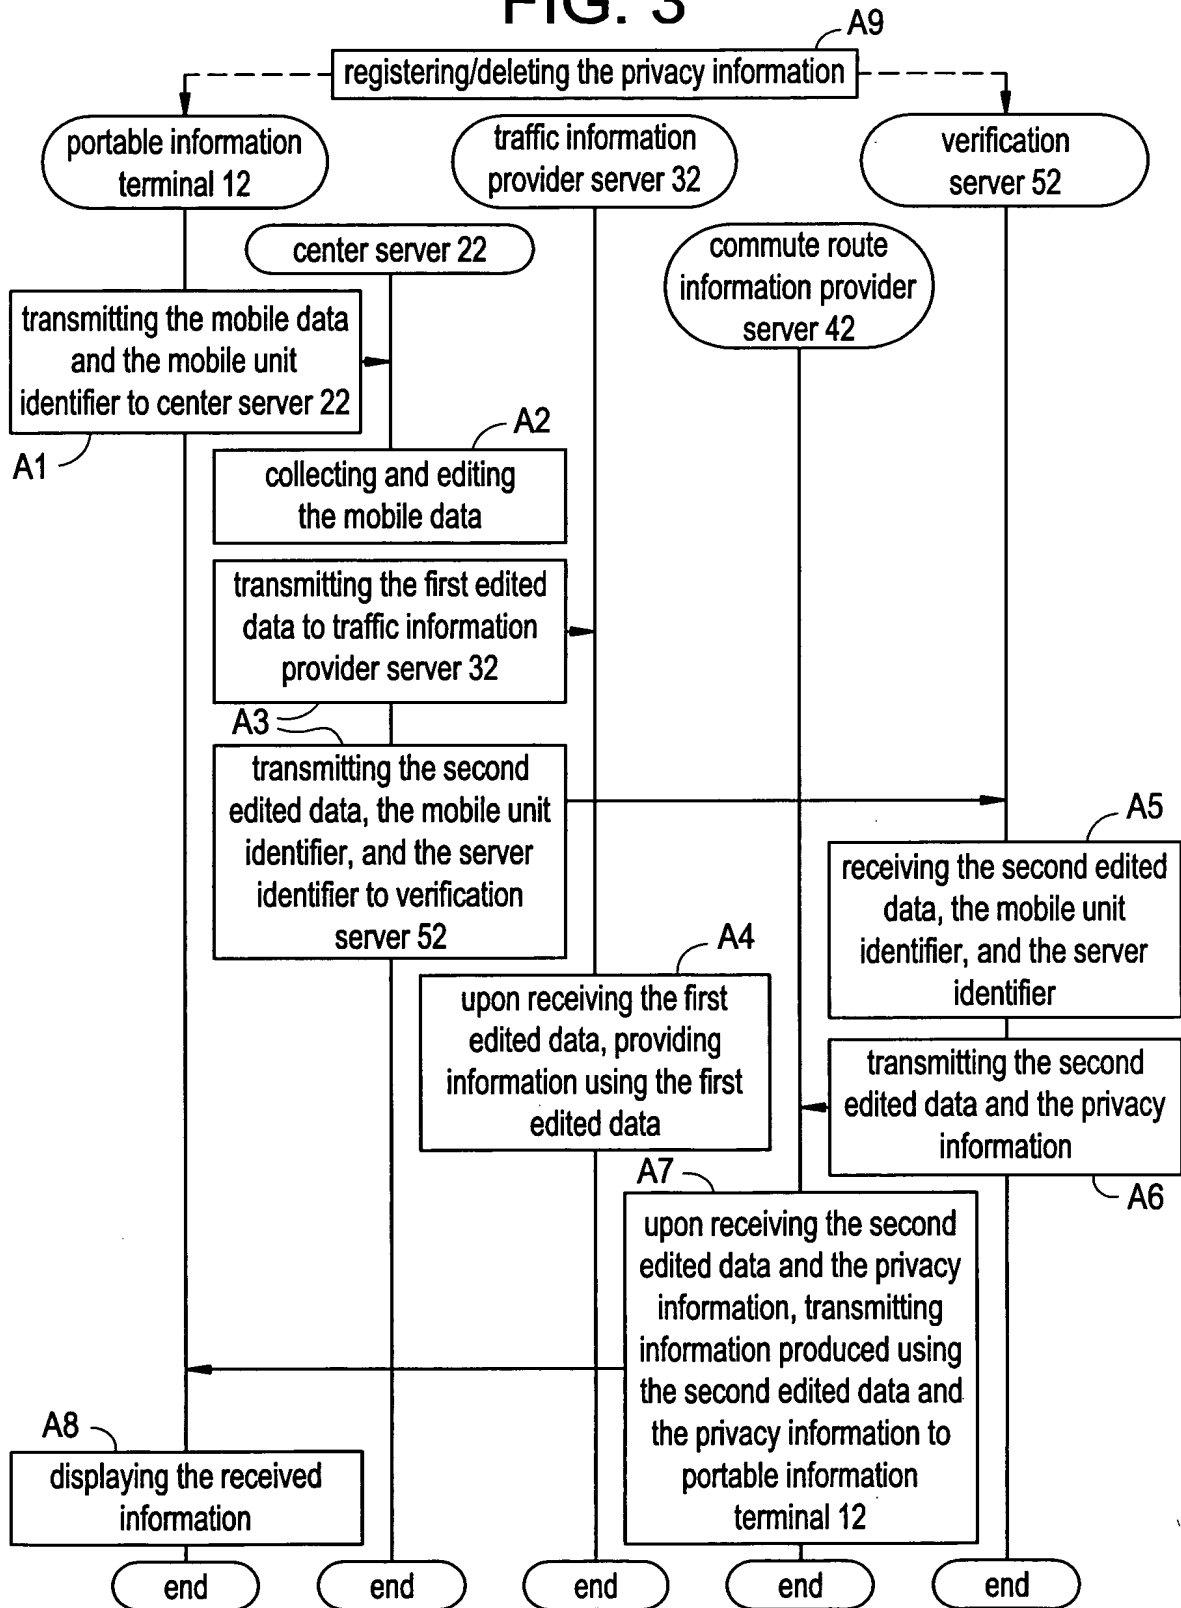 FIG. 3
A9
registering/deleting the privacy information
portable information
terminal 12
traffic information
provider server 32
verification
server 52
center server 22
commute route
information provider
server 42
transmitting the mobile data
and the mobile unit
identifier to center server 22
A1
A2
collecting and editing
the mobile data
transmitting the first edited
data to traffic information
provider server 32
A3
transmitting the second
edited data, the mobile unit
identifier, and the server
identifier to verification
server 52
A5
receiving the second edited
data, the mobile unit
identifier, and the server
identifier
A4
upon receiving the first
edited data, providing
information using the first
edited data
transmitting the second
edited data and the privacy
information
A6
A7
upon receiving the second
edited data and the privacy
information, transmitting
information produced using
the second edited data and
the privacy information to
portable information
terminal 12
A8
displaying the received
information
end
end
end
end
end